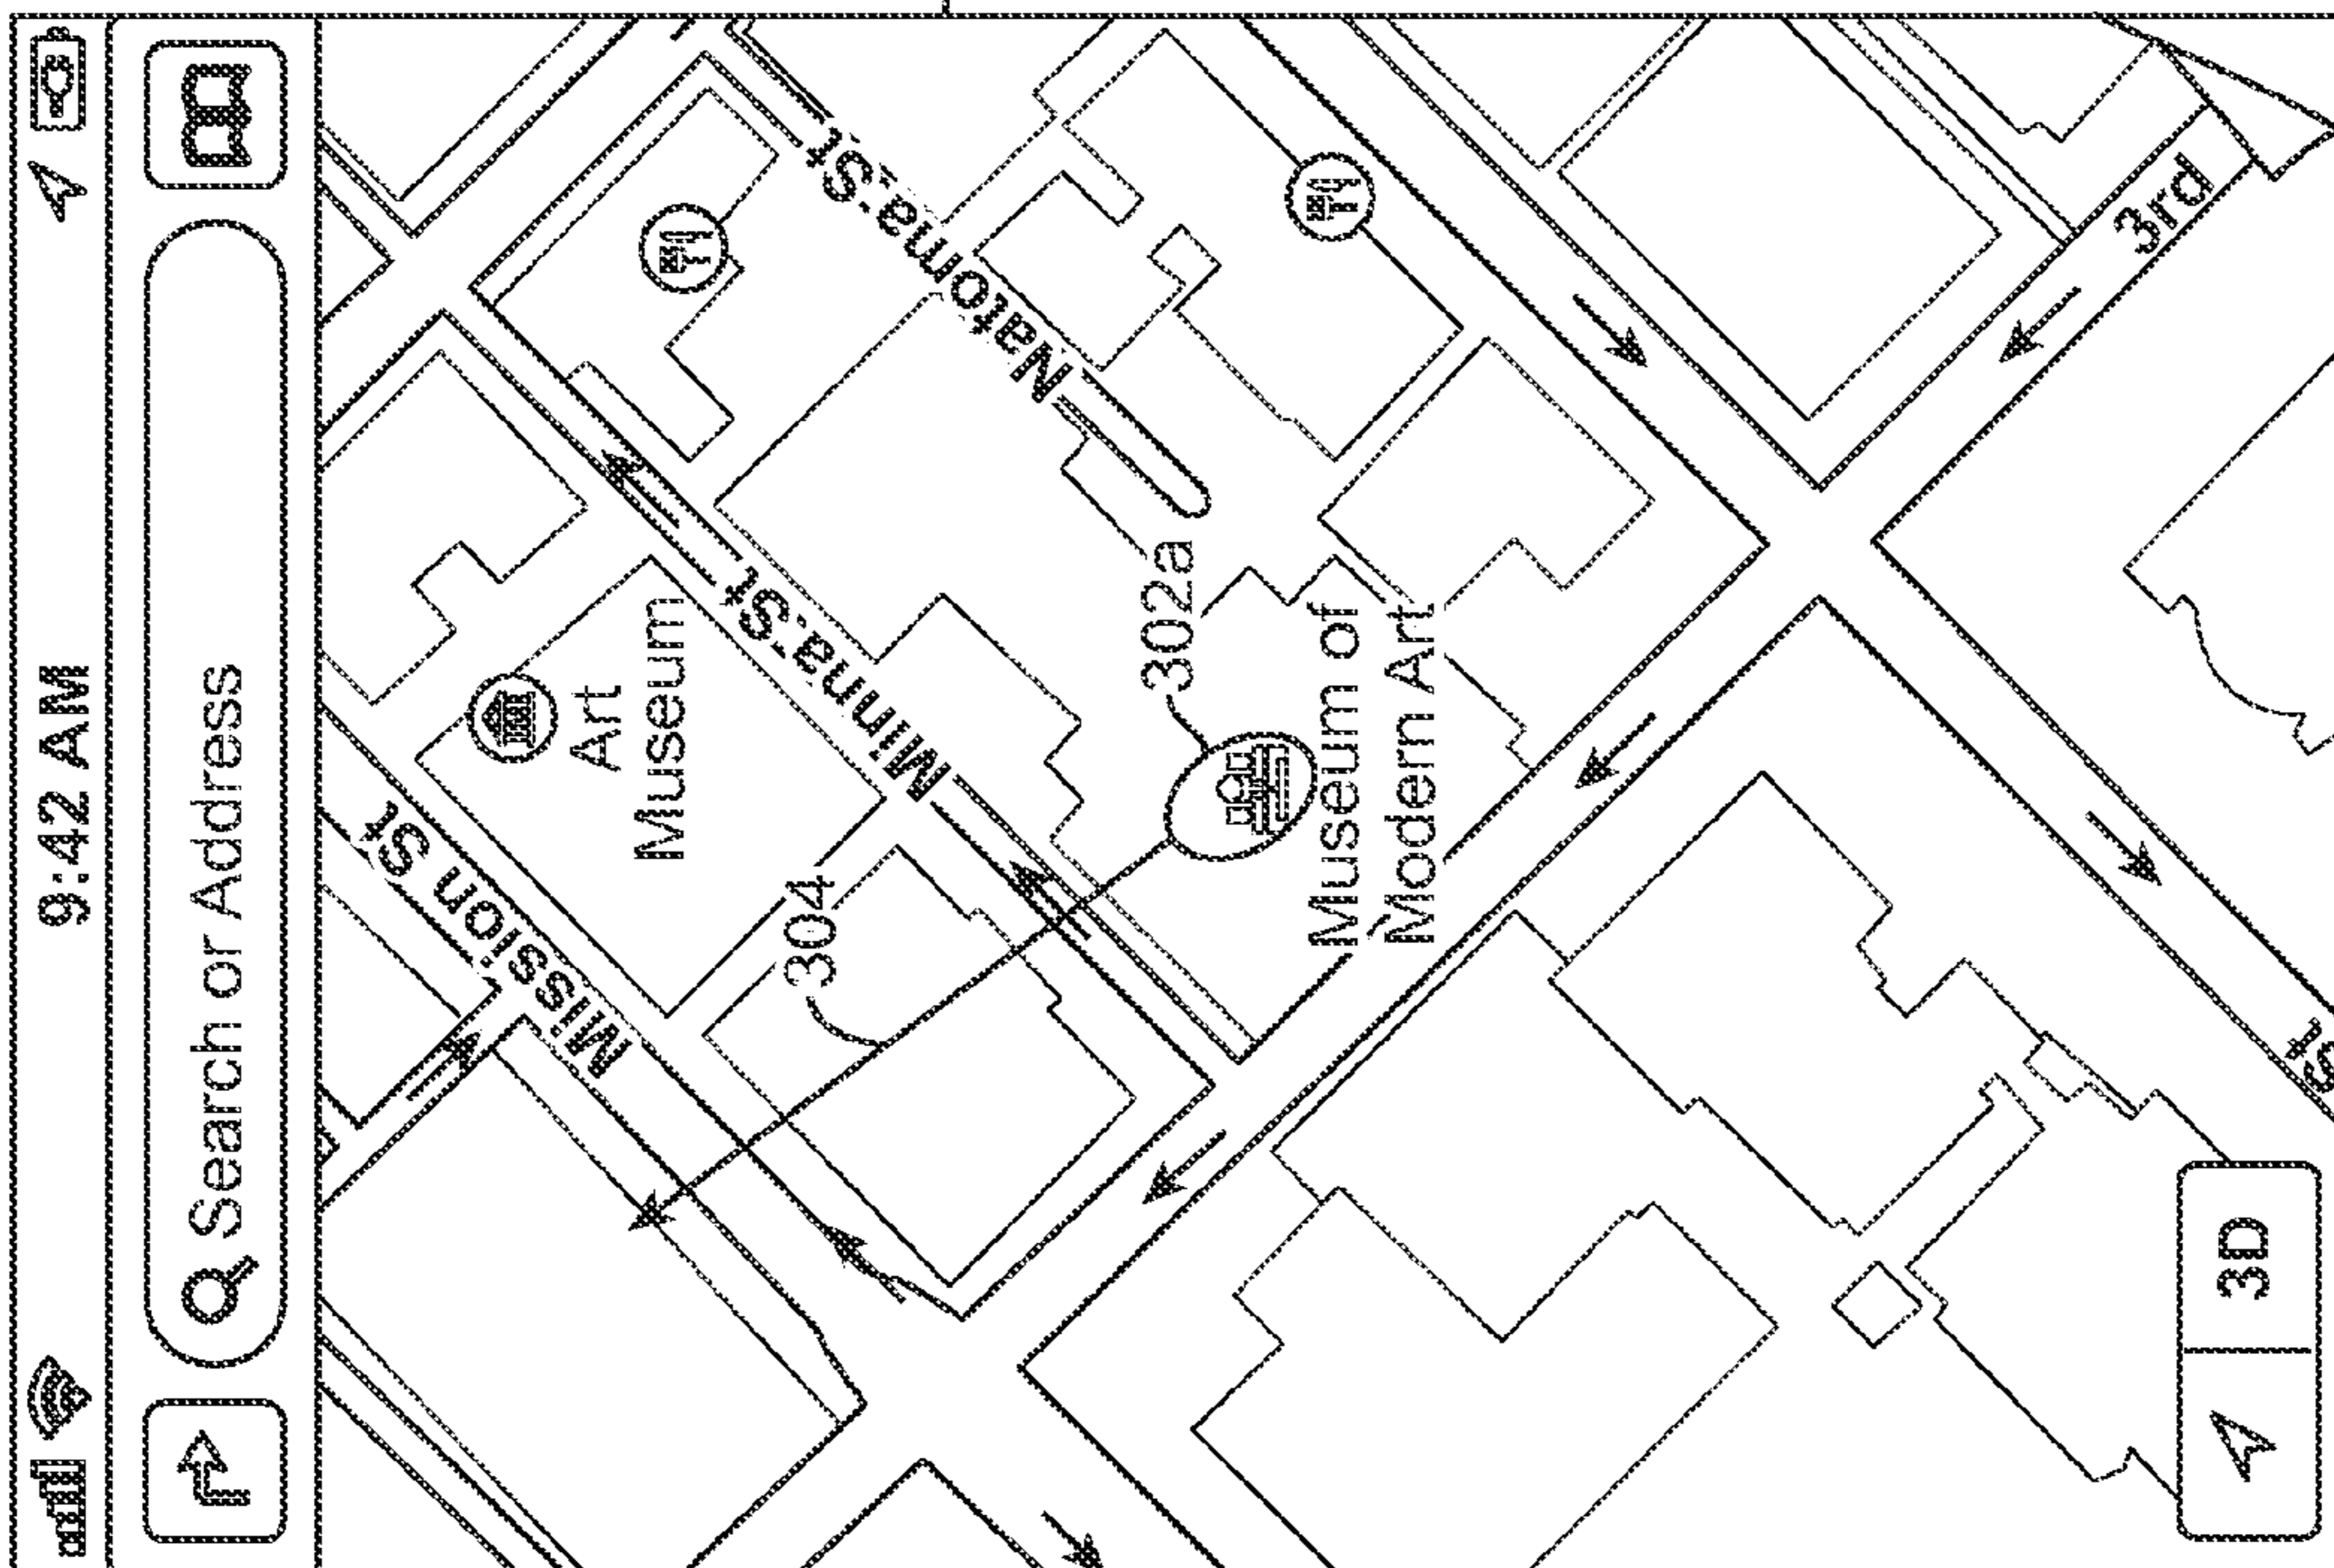 9:42 AM
Search or Address
Mission St
Art
Museum
Minna St
Natoma St
304
302a
Museum of
Modern Art
3rd
St
3D